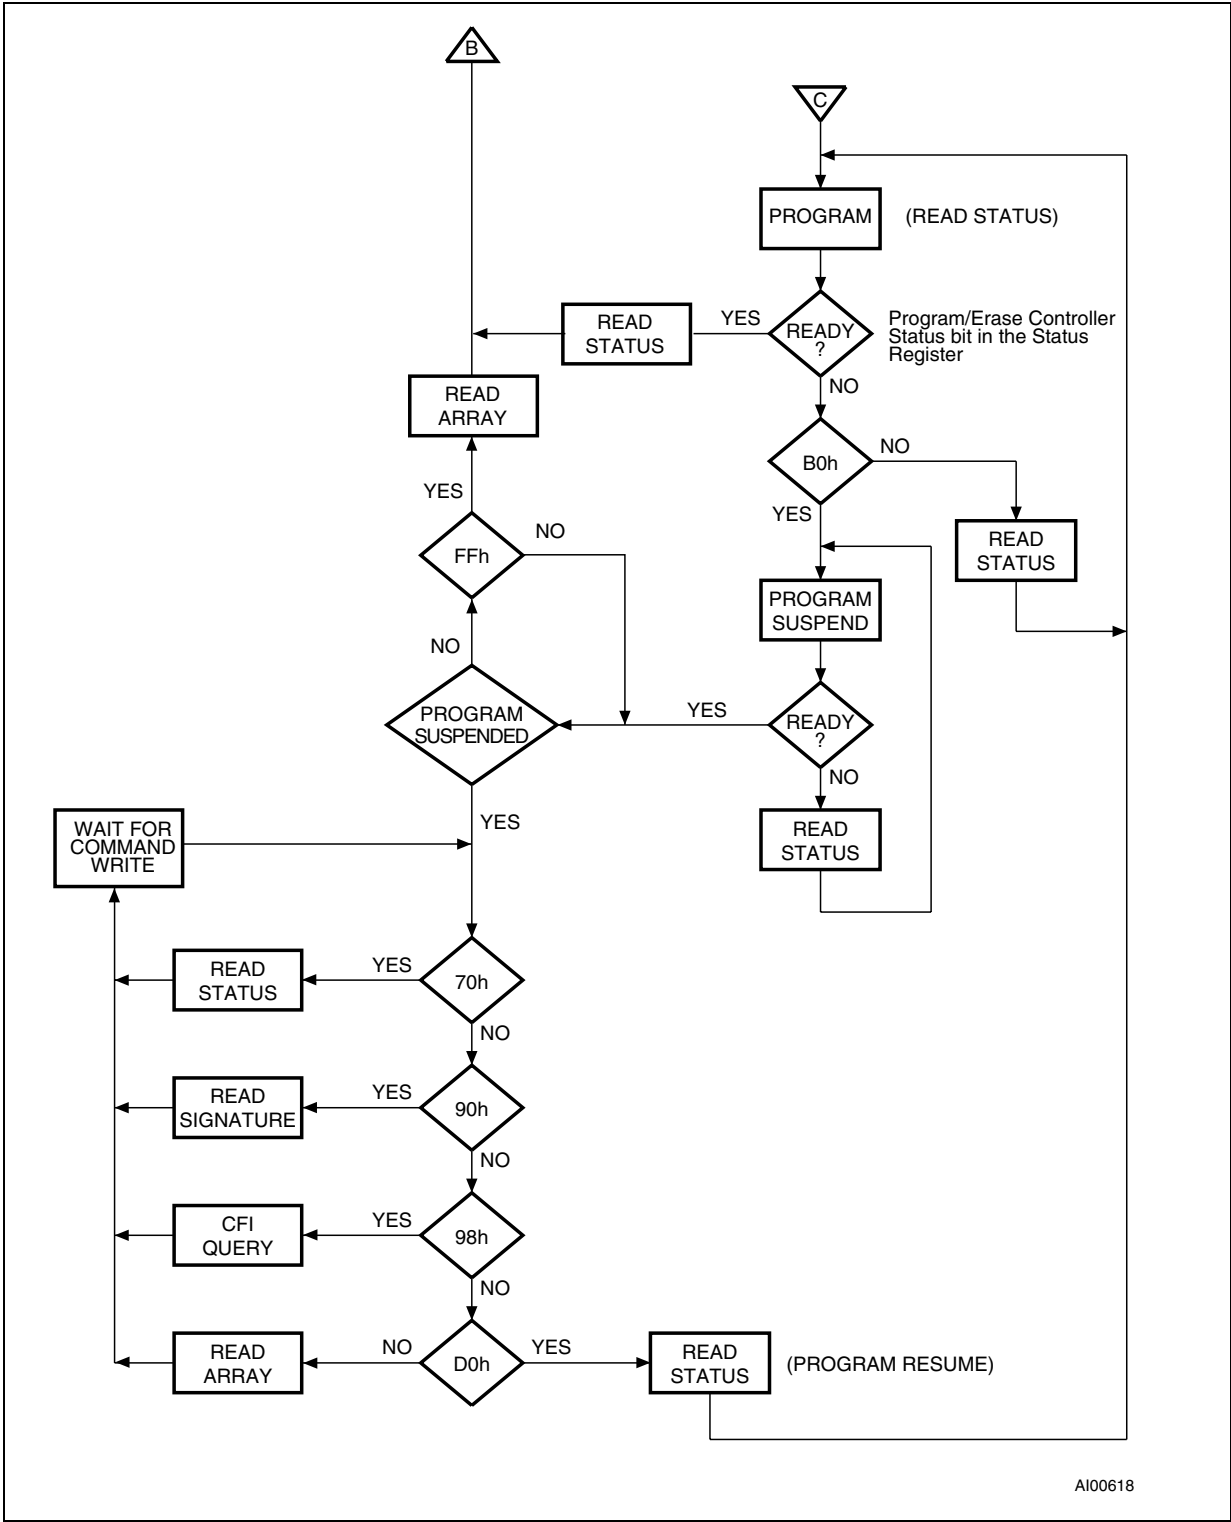 B
C
PROGRAM
(READ STATUS)
READ
STATUS
YES
READY
?
Program/Erase Controller
Status bit in the Status
Register
NO
READ
ARRAY
B0h
NO
YES
YES
FFh
NO
READ
STATUS
PROGRAM
SUSPEND
NO
PROGRAM
SUSPENDED
YES
READY
?
NO
YES
WAIT FOR
COMMAND
WRITE
READ
STATUS
READ
STATUS
YES
70h
NO
READ
SIGNATURE
YES
90h
NO
CFI
QUERY
YES
98h
NO
READ
ARRAY
NO
D0h
YES
READ
STATUS
(PROGRAM RESUME)
AI00618